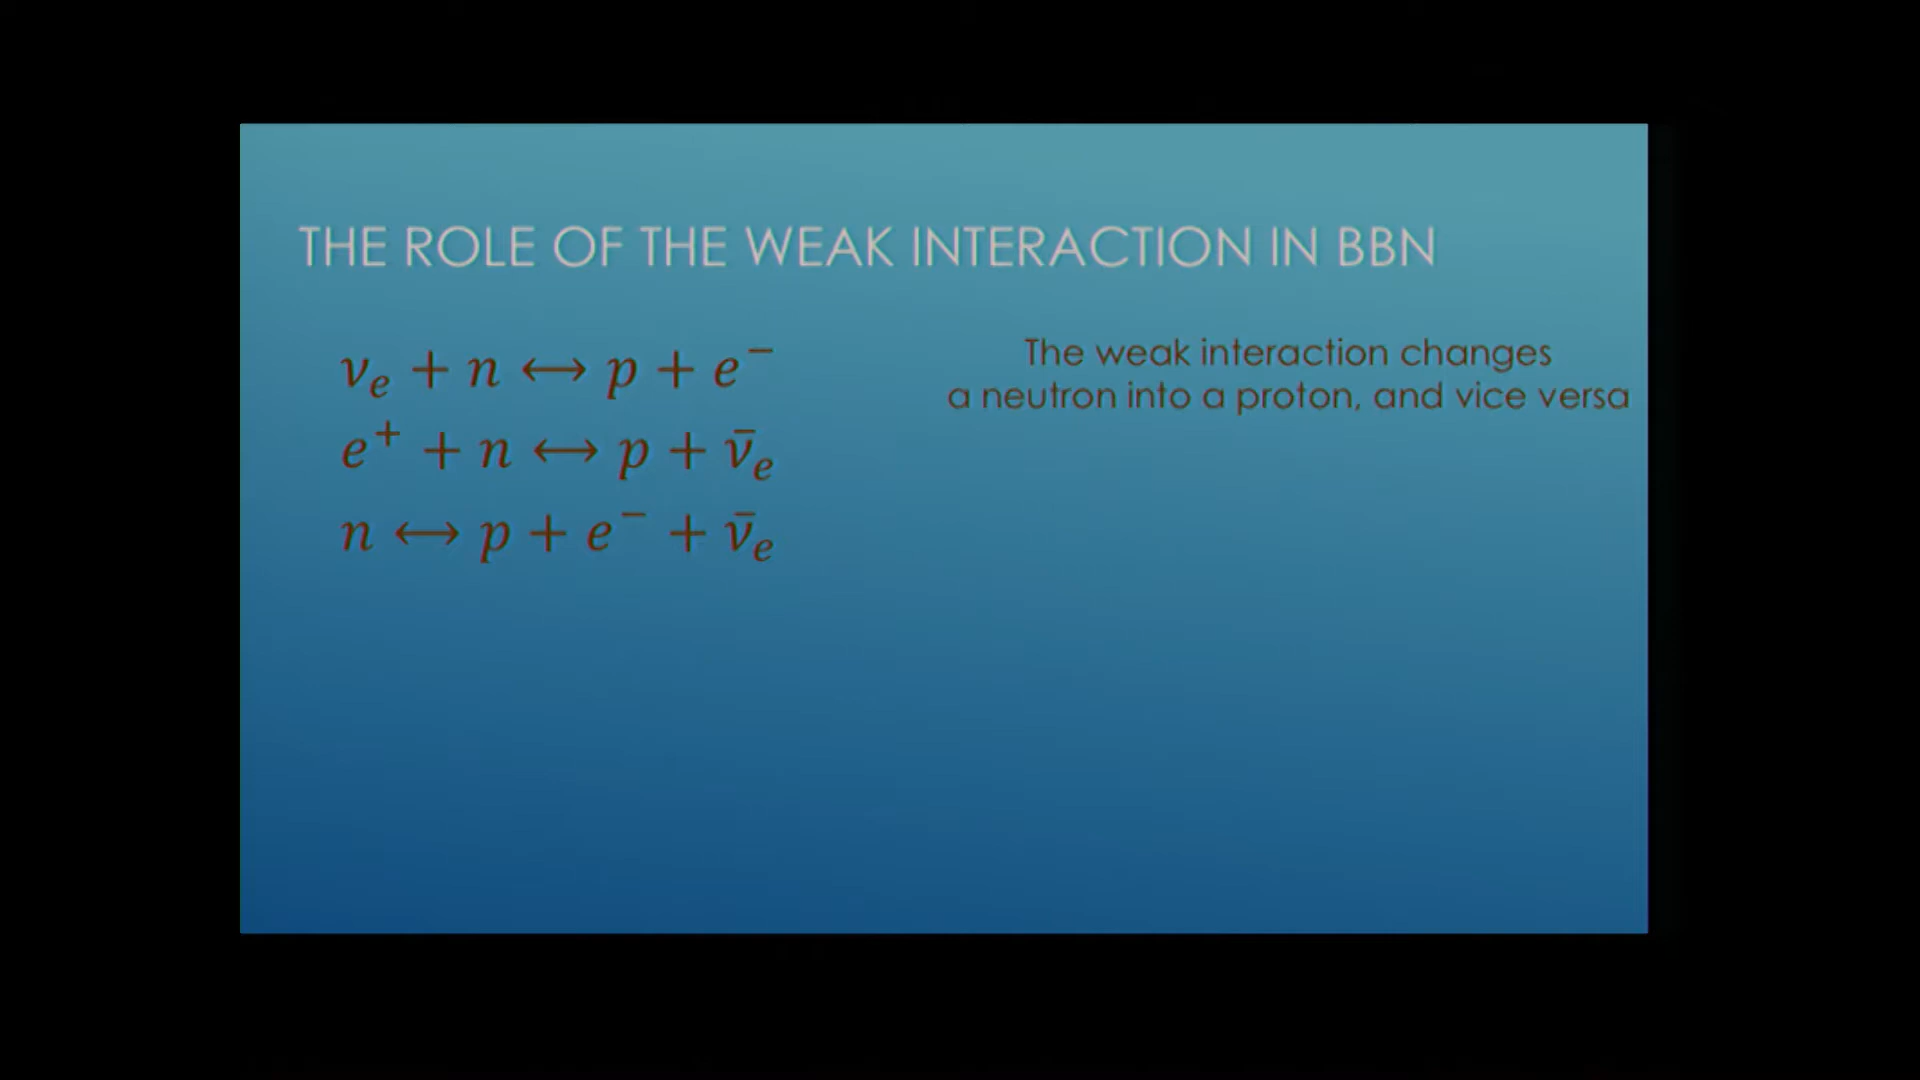 THE ROLE OF THE WEAK INTERACTION IN BBN
νₑ + n ↔ p + e⁻
e⁺ + n ↔ p + ν̄ₑ
n ↔ p + e⁻ + ν̄ₑ
The weak interaction changes
a neutron into a proton, and vice versa